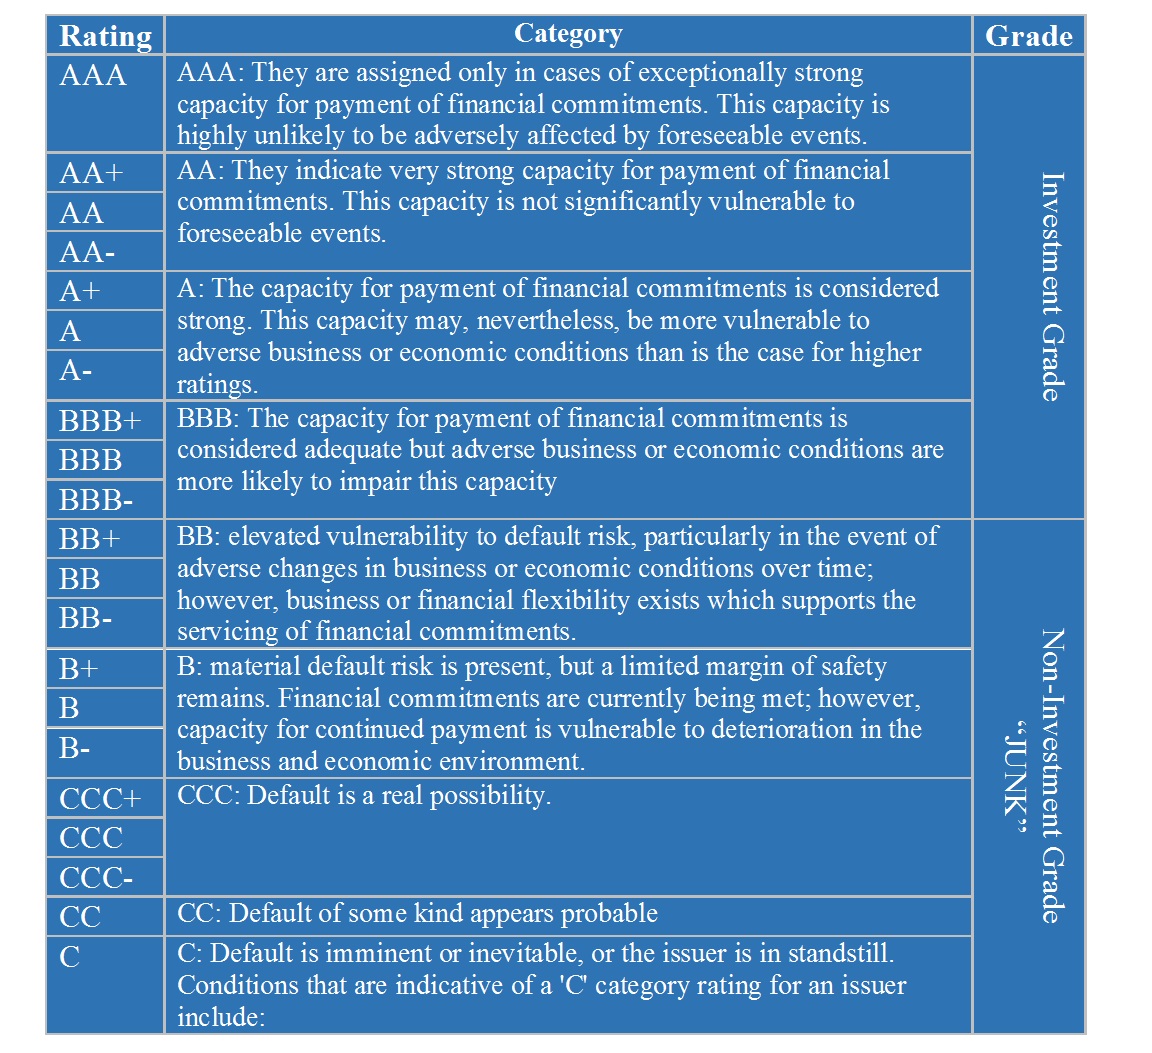 Rating
Category
Grade
AAA
AAA: They are assigned only in cases of exceptionally strong
capacity for payment of financial commitments. This capacity is
highly unlikely to be adversely affected by foreseeable events.
AA+
AA
AA-
AA: They indicate very strong capacity for payment of financial
commitments. This capacity is not significantly vulnerable to
foreseeable events.
A+
A
A-
A: The capacity for payment of financial commitments is considered
strong. This capacity may, nevertheless, be more vulnerable to
adverse business or economic conditions than is the case for higher
ratings.
BBB+
BBB
BBB-
BBB: The capacity for payment of financial commitments is
considered adequate but adverse business or economic conditions are
more likely to impair this capacity
Investment Grade
BB+
BB
BB-
BB: elevated vulnerability to default risk, particularly in the event of
adverse changes in business or economic conditions over time;
however, business or financial flexibility exists which supports the
servicing of financial commitments.
B+
B
B-
B: material default risk is present, but a limited margin of safety
remains. Financial commitments are currently being met; however,
capacity for continued payment is vulnerable to deterioration in the
business and economic environment.
CCC+
CCC
CCC-
CCC: Default is a real possibility.
CC
CC: Default of some kind appears probable
C
C: Default is imminent or inevitable, or the issuer is in standstill.
Conditions that are indicative of a 'C' category rating for an issuer
include:
Non-Investment Grade
“JUNK”